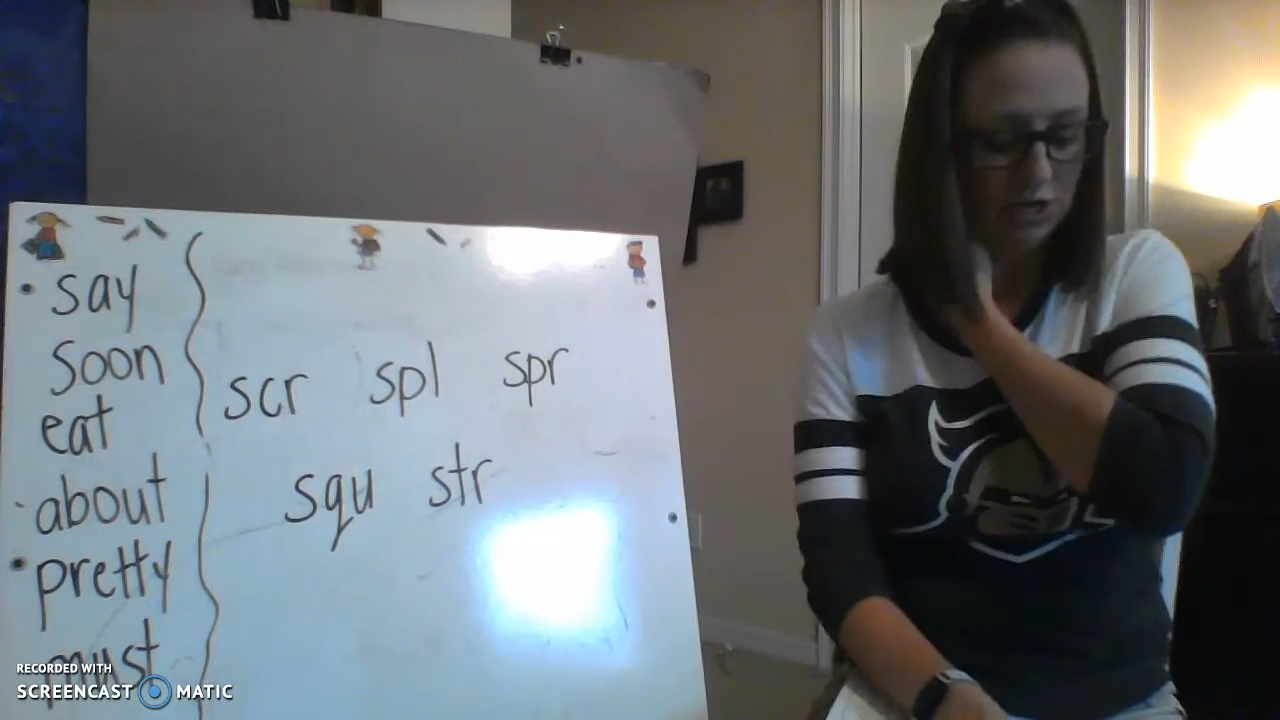 say
soon
eat
about
pretty
must
scr spl spr
squ str
RECORDED WITH
SCREENCAST MATIC